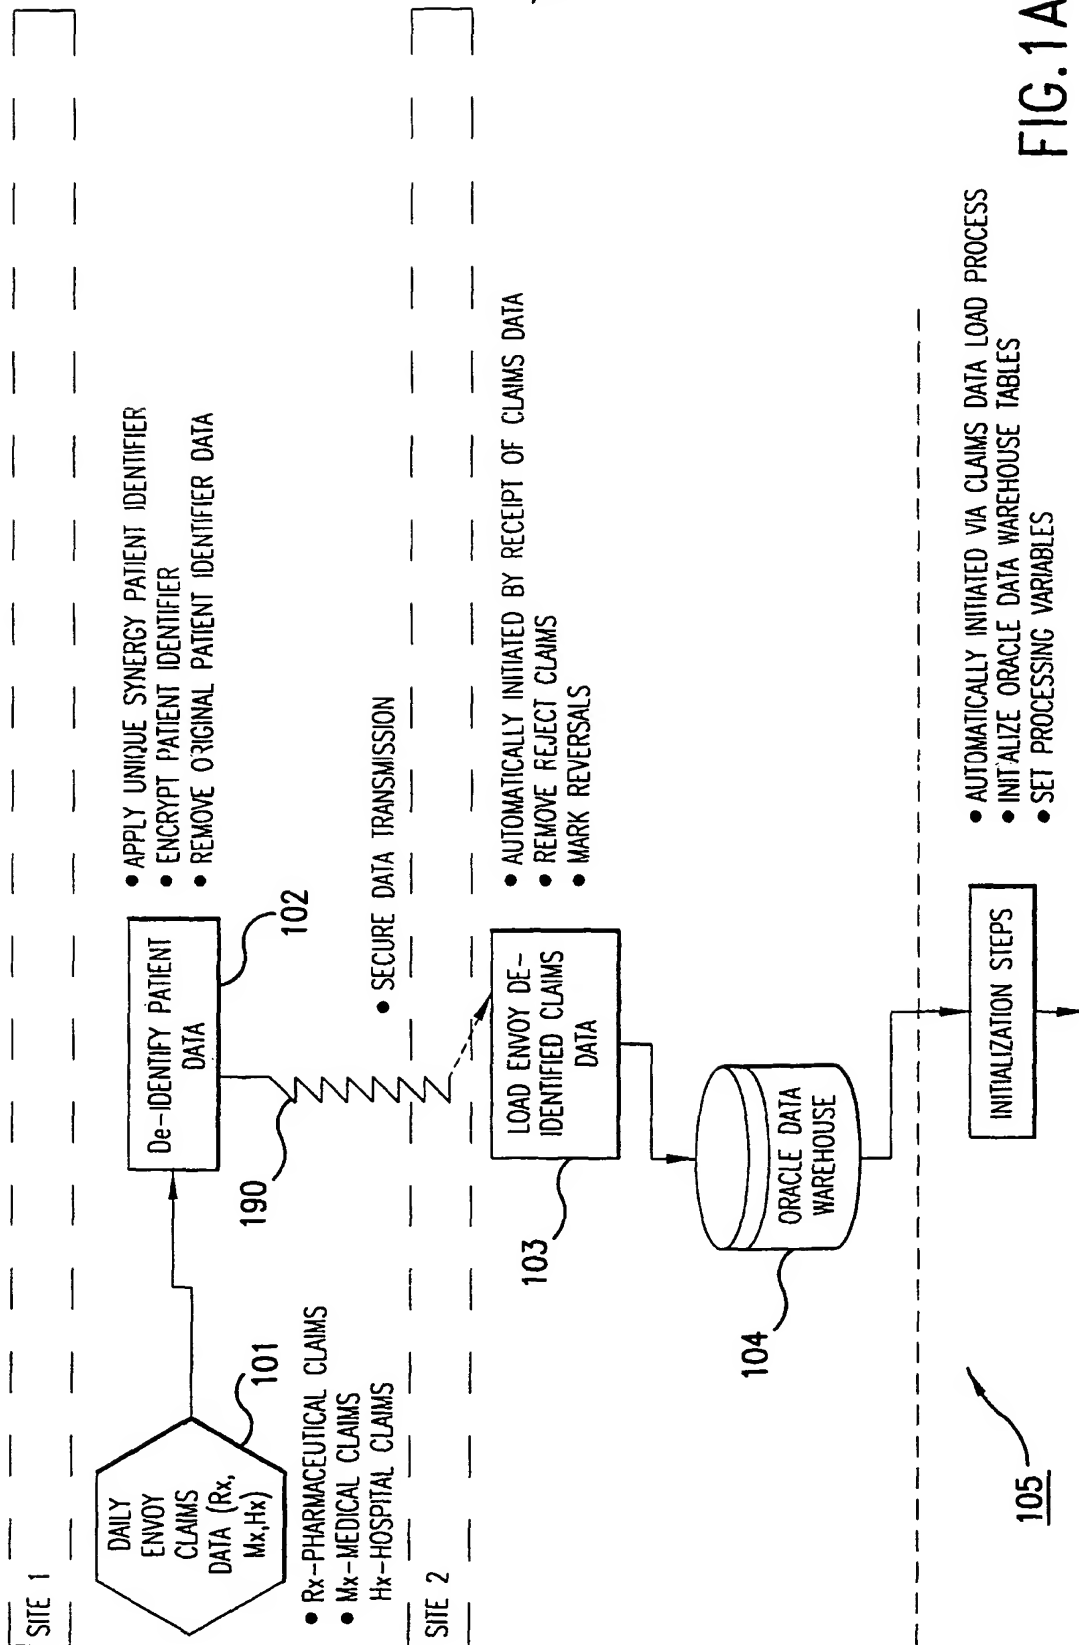 SITE 1
DAILY
ENVOY
CLAIMS
DATA (Rx,
Mx,Hx)
101
• Rx-PHARMACEUTICAL CLAIMS
• Mx-MEDICAL CLAIMS
Hx-HOSPITAL CLAIMS
De-IDENTIFY PATIENT
DATA
102
• APPLY UNIQUE SYNERGY PATIENT IDENTIFIER
• ENCRYPT PATIENT IDENTIFIER
• REMOVE ORIGINAL PATIENT IDENTIFIER DATA
190
• SECURE DATA TRANSMISSION
SITE 2
LOAD ENVOY DE-
IDENTIFIED CLAIMS
DATA
103
• AUTOMATICALLY INITIATED BY RECEIPT OF CLAIMS DATA
• REMOVE REJECT CLAIMS
• MARK REVERSALS
ORACLE DATA
WAREHOUSE
104
105
INITIALIZATION STEPS
• AUTOMATICALLY INITIATED VIA CLAIMS DATA LOAD PROCESS
• INITIALIZE ORACLE DATA WAREHOUSE TABLES
• SET PROCESSING VARIABLES
FIG.1A